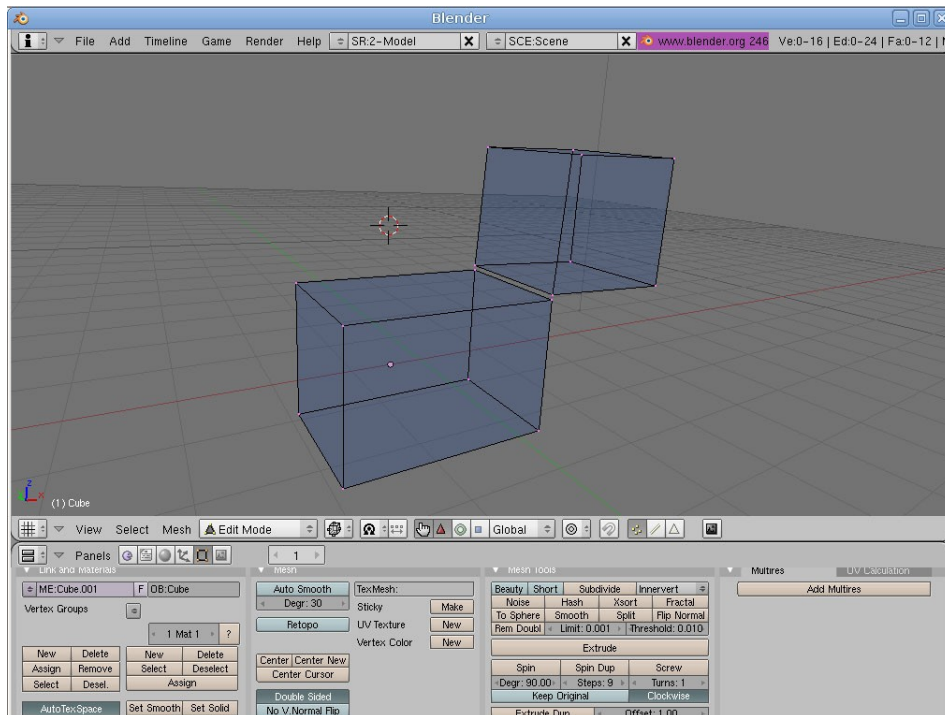 Blender
File Add Timeline Game Render Help SR:2-Model X SCE:Scene X www.blender.org 246 Ve:0-16 | Ed:0-24 | Fa:0-12 |
z
x
(1) Cube
View Select Mesh Edit Mode Global
Panels 1
Link and Materials Mesh Mesh Tools Multires UV Calculation
ME:Cube.001 F OB:Cube Auto Smooth TexMesh: Beauty Short Subdivide Innervert Add Multires
Vertex Groups Degr: 30 Sticky Make Noise Hash Xsort Fractal
1 Mat 1 ? Retopo UV Texture New To Sphere Smooth Split Flip Normal
Vertex Color New Rem Doubl Limit: 0.001 Threshold: 0.010
New Delete New Delete Center Center New Extrude
Assign Remove Select Deselect Center Cursor Spin Spin Dup Screw
Select Desel. Assign Degr: 90.00 Steps: 9 Turns: 1
Double Sided Keep Original Clockwise
AutoTexSpace Set Smooth Set Solid No V.Normal Flip Extrude Dup Offset: 1.00